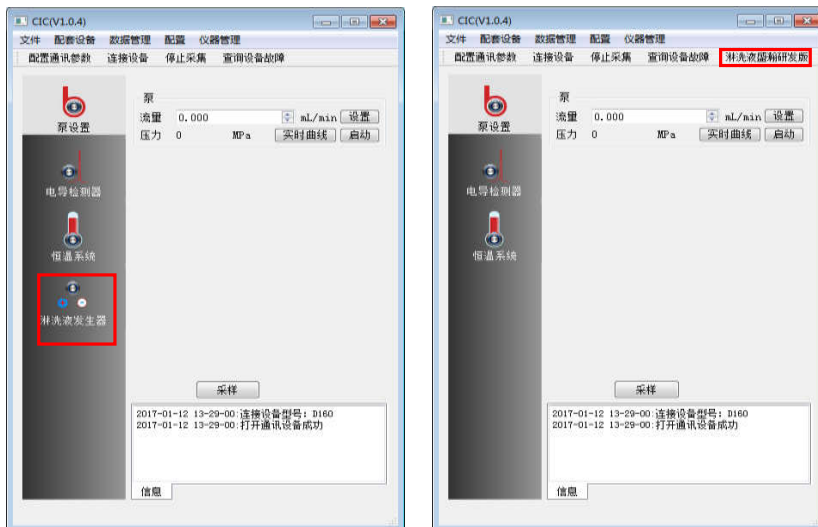 CIC(V1.0.4)
文件 配套设备 数据管理 配置 仪器管理
配置通讯参数 连接设备 停止采集 查询设备故障
泵设置
电导检测器
恒温系统
淋洗液发生器
泵
流量 0.000 mL/min 设置
压力 0 MPa 实时曲线 启动
采样
2017-01-12 13-29-00:连接设备型号: D160
2017-01-12 13-29-00:打开通讯设备成功
信息
CIC(V1.0.4)
文件 配套设备 数据管理 配置 仪器管理
配置通讯参数 连接设备 停止采集 查询设备故障 淋洗液盛瀚研发版
泵设置
电导检测器
恒温系统
泵
流量 0.000 mL/min 设置
压力 0 MPa 实时曲线 启动
采样
2017-01-12 13-29-00:连接设备型号: D160
2017-01-12 13-29-00:打开通讯设备成功
信息